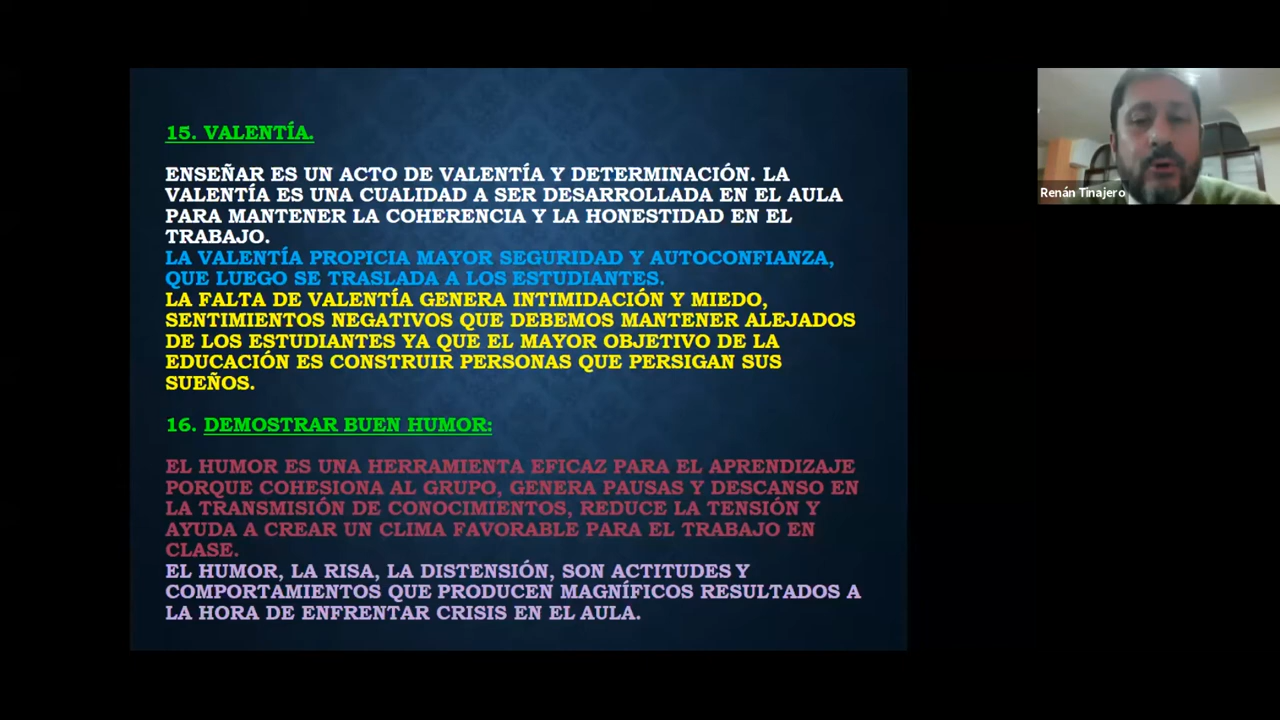 15. VALENTÍA.
ENSEÑAR ES UN ACTO DE VALENTÍA Y DETERMINACIÓN. LA
VALENTÍA ES UNA CUALIDAD A SER DESARROLLADA EN EL AULA
PARA MANTENER LA COHERENCIA Y LA HONESTIDAD EN EL
TRABAJO.
LA VALENTÍA PROPICIA MAYOR SEGURIDAD Y AUTOCONFIANZA,
QUE LUEGO SE TRASLADA A LOS ESTUDIANTES.
LA FALTA DE VALENTÍA GENERA INTIMIDACIÓN Y MIEDO,
SENTIMIENTOS NEGATIVOS QUE DEBEMOS MANTENER ALEJADOS
DE LOS ESTUDIANTES YA QUE EL MAYOR OBJETIVO DE LA
EDUCACIÓN ES CONSTRUIR PERSONAS QUE PERSIGAN SUS
SUEÑOS.
16. DEMOSTRAR BUEN HUMOR:
EL HUMOR ES UNA HERRAMIENTA EFICAZ PARA EL APRENDIZAJE
PORQUE COHESIONA AL GRUPO, GENERA PAUSAS Y DESCANSO EN
LA TRANSMISIÓN DE CONOCIMIENTOS, REDUCE LA TENSIÓN Y
AYUDA A CREAR UN CLIMA FAVORABLE PARA EL TRABAJO EN
CLASE.
EL HUMOR, LA RISA, LA DISTENSIÓN, SON ACTITUDES Y
COMPORTAMIENTOS QUE PRODUCEN MAGNÍFICOS RESULTADOS A
LA HORA DE ENFRENTAR CRISIS EN EL AULA.
Renán Tinajero